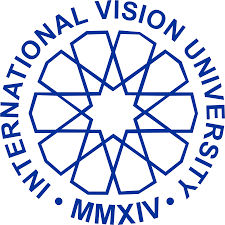 INTERNATIONAL VISION UNIVERSITY
• MMXIV •